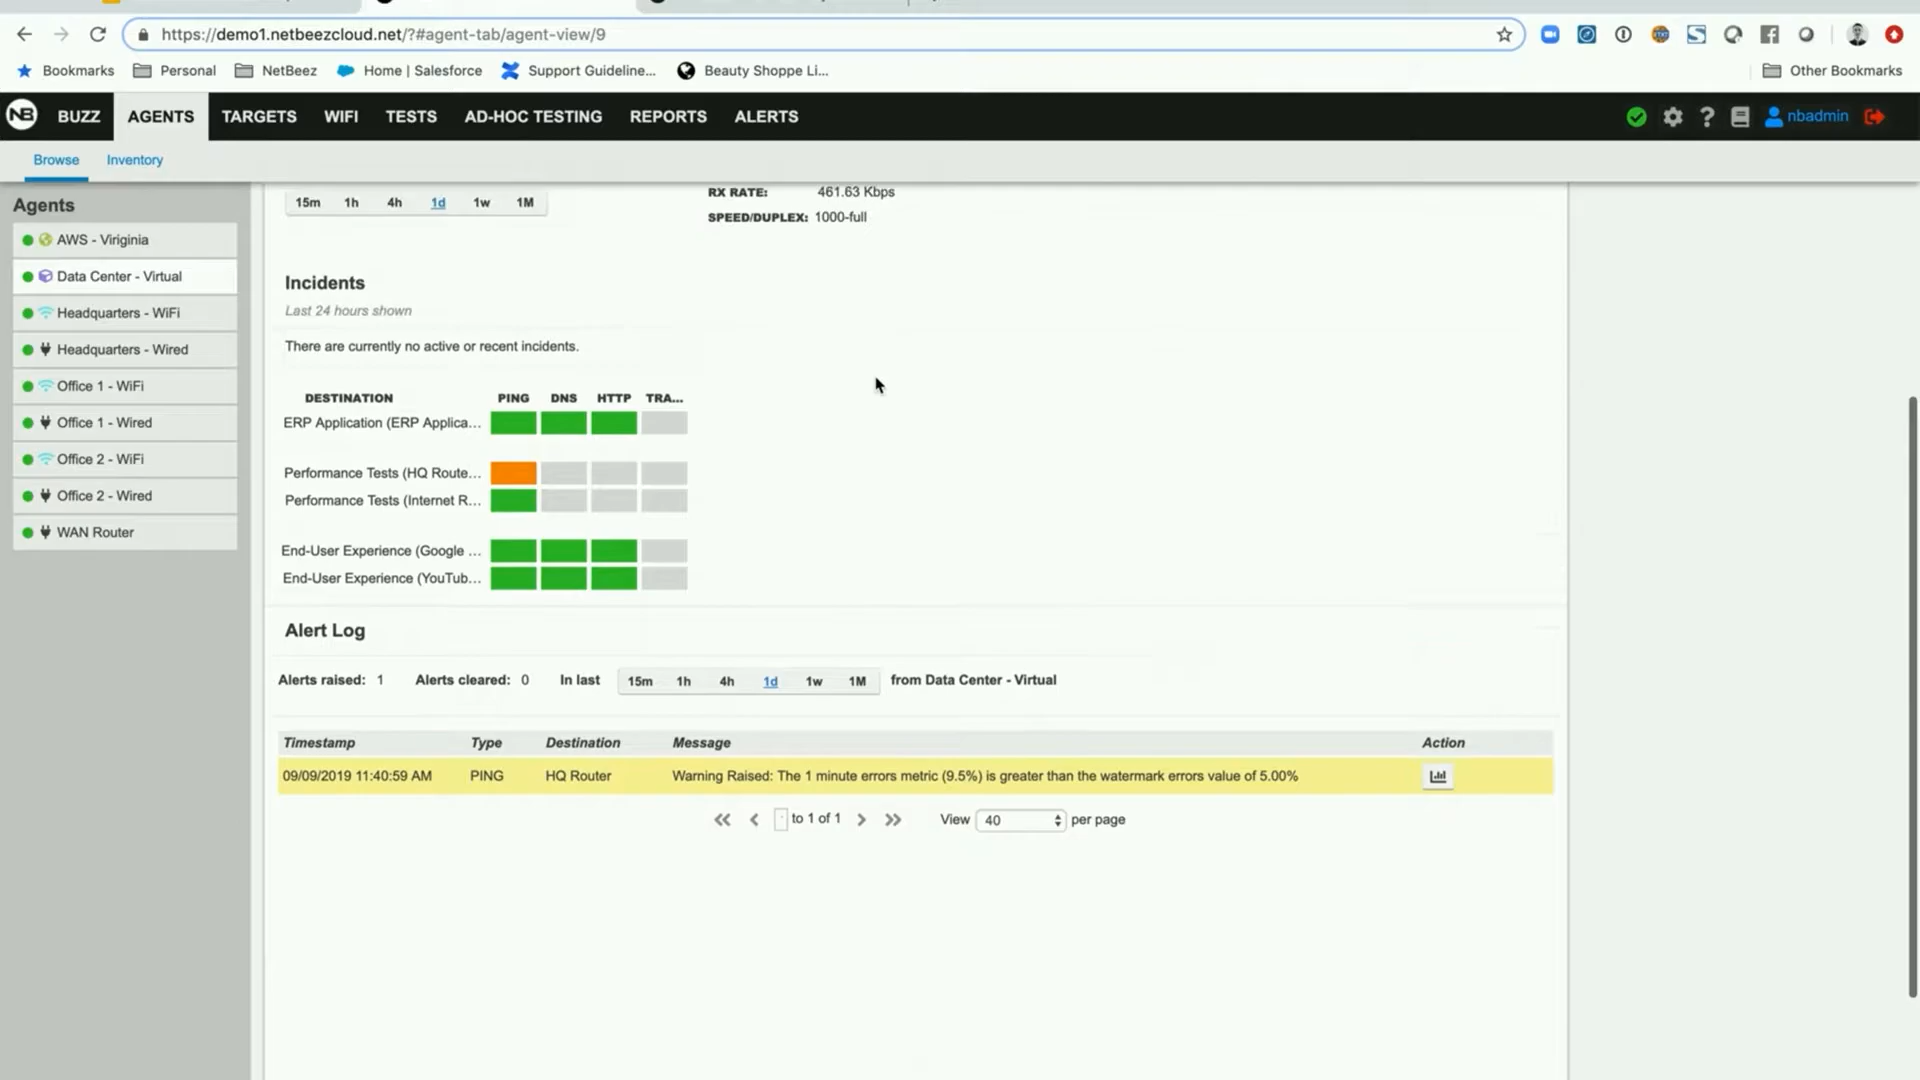 https://demo1.netbeezcloud.net/?#agent-tab/agent-view/9
Bookmarks Personal NetBeez Home | Salesforce Support Guideline... Beauty Shoppe Li... Other Bookmarks
NB BUZZ AGENTS TARGETS WIFI TESTS AD-HOC TESTING REPORTS ALERTS ? nbadmin
Browse Inventory
Agents
AWS - Viriginia
Data Center - Virtual
Headquarters - WiFi
Headquarters - Wired
Office 1 - WiFi
Office 1 - Wired
Office 2 - WiFi
Office 2 - Wired
WAN Router
RX RATE: 461.63 Kbps
15m 1h 4h 1d 1w 1M
SPEED/DUPLEX: 1000-full
Incidents
Last 24 hours shown
There are currently no active or recent incidents.
DESTINATION PING DNS HTTP TRA...
ERP Application (ERP Applica...
Performance Tests (HQ Route...
Performance Tests (Internet R...
End-User Experience (Google ...
End-User Experience (YouTub...
Alert Log
Alerts raised: 1 Alerts cleared: 0 In last 15m 1h 4h 1d 1w 1M from Data Center - Virtual
Timestamp Type Destination Message Action
09/09/2019 11:40:59 AM PING HQ Router Warning Raised: The 1 minute errors metric (9.5%) is greater than the watermark errors value of 5.00%
to 1 of 1 View 40 per page